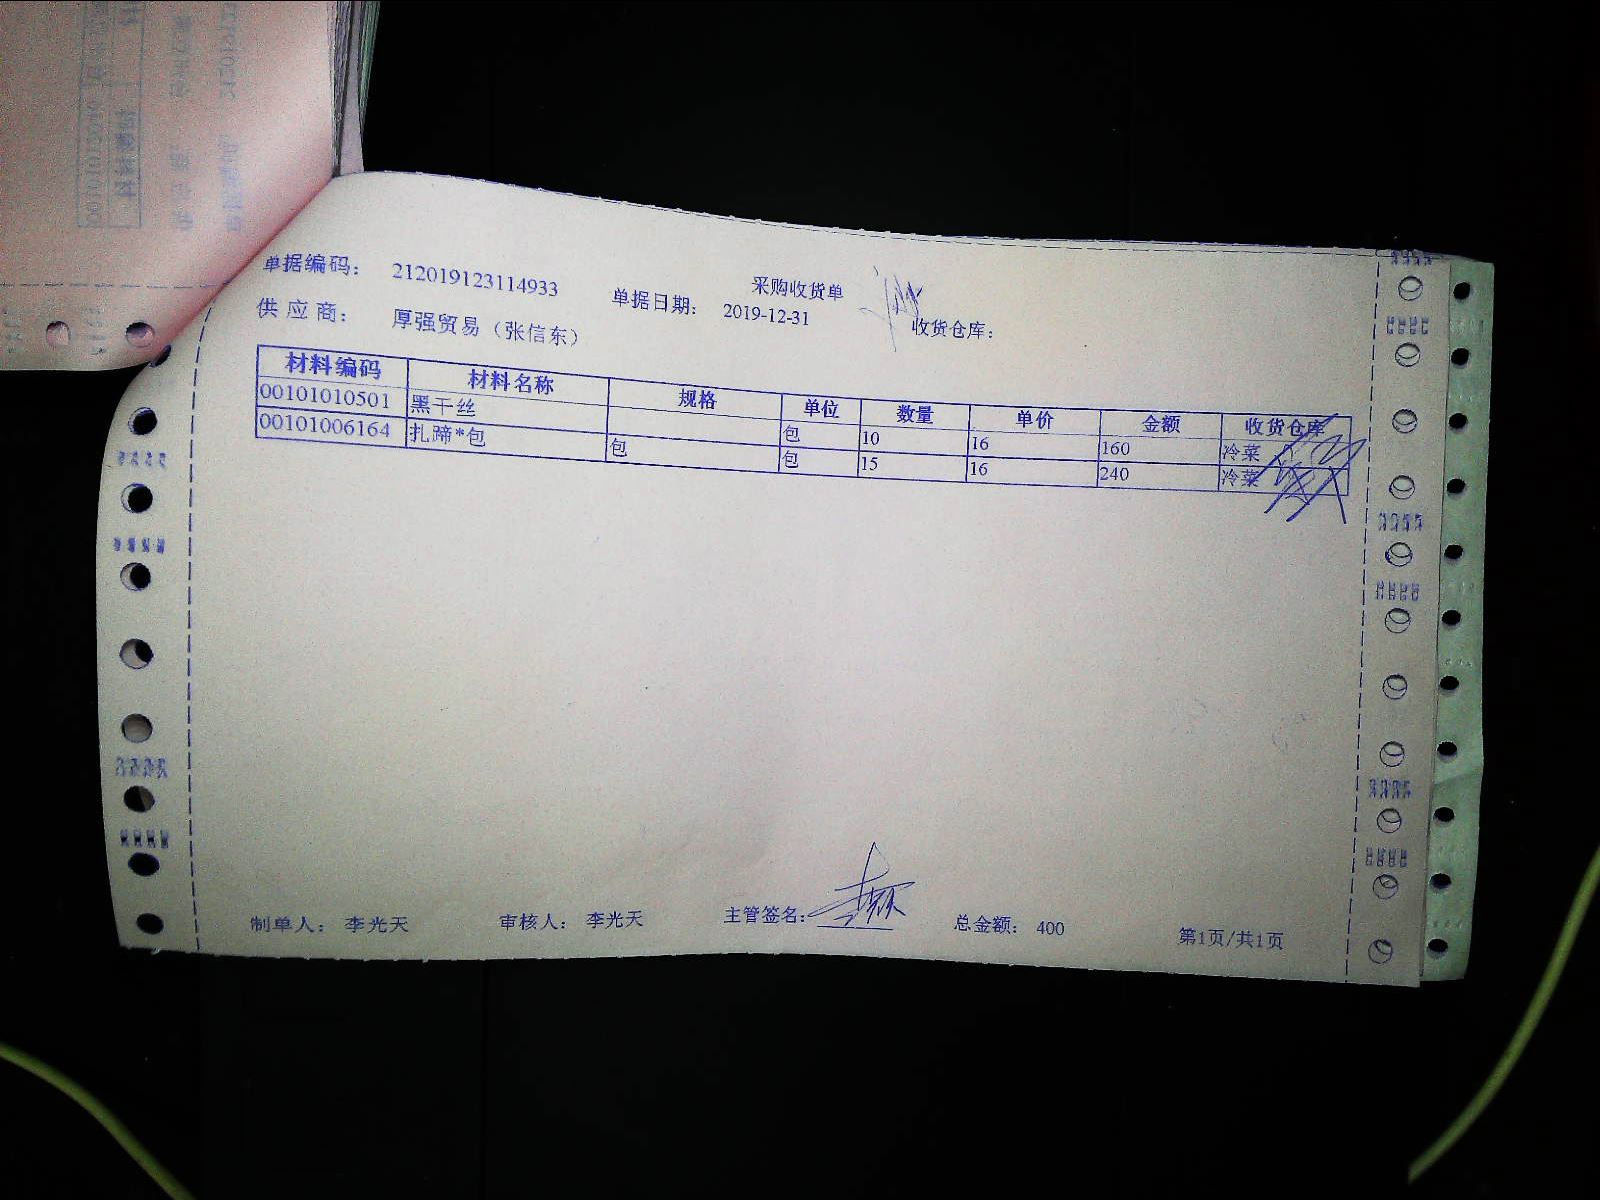 采购收货单
单据编码： 212019123114933 单据日期： 2019-12-31 收货仓库：
供应商： 厚强贸易（张信东）
材料编码 材料名称 规格 单位 数量 单价 金额 收货仓库
00101010501 黑干丝 包 10 16 160 冷菜
00101006164 扎蹄*包 包 包 15 16 240 冷菜
制单人： 李光天 审核人： 李光天 主管签名： 总金额： 400 第1页/共1页